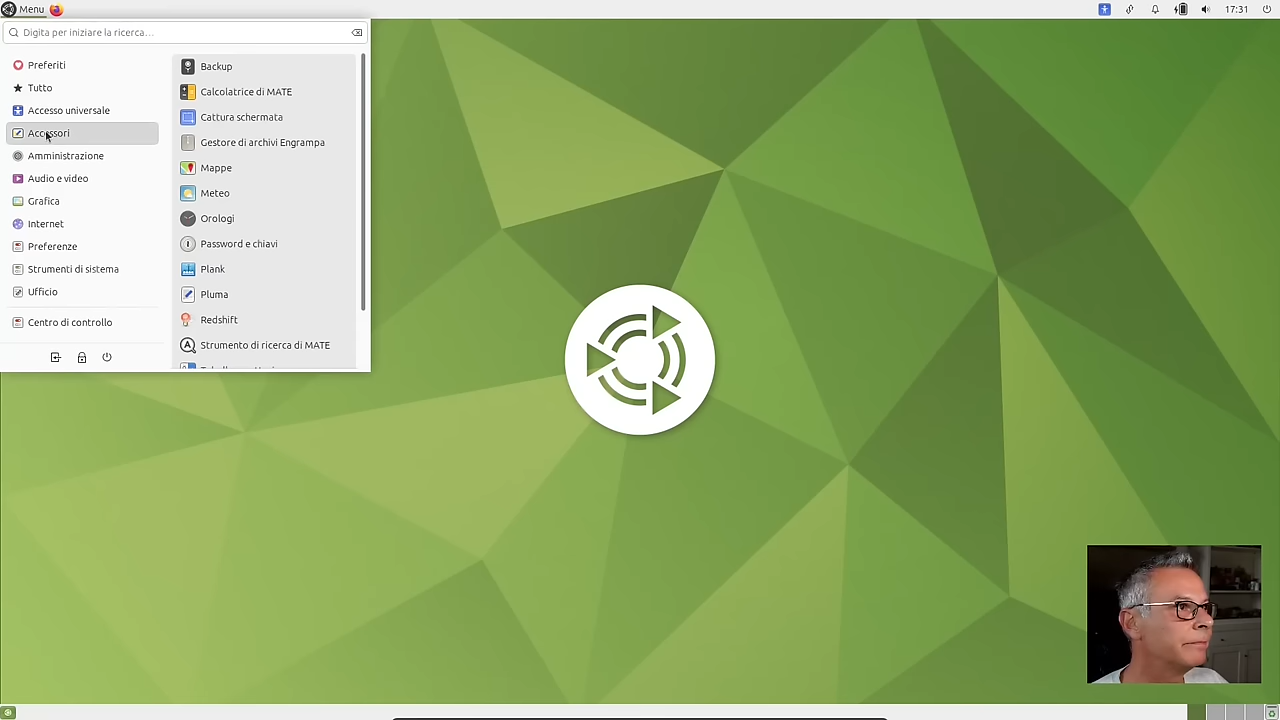 Menu
17:31
Digita per iniziare la ricerca...
Preferiti
Tutto
Accesso universale
Accessori
Amministrazione
Audio e video
Grafica
Internet
Preferenze
Strumenti di sistema
Ufficio
Centro di controllo
Backup
Calcolatrice di MATE
Cattura schermata
Gestore di archivi Engrampa
Mappe
Meteo
Orologi
Password e chiavi
Plank
Pluma
Redshift
Strumento di ricerca di MATE